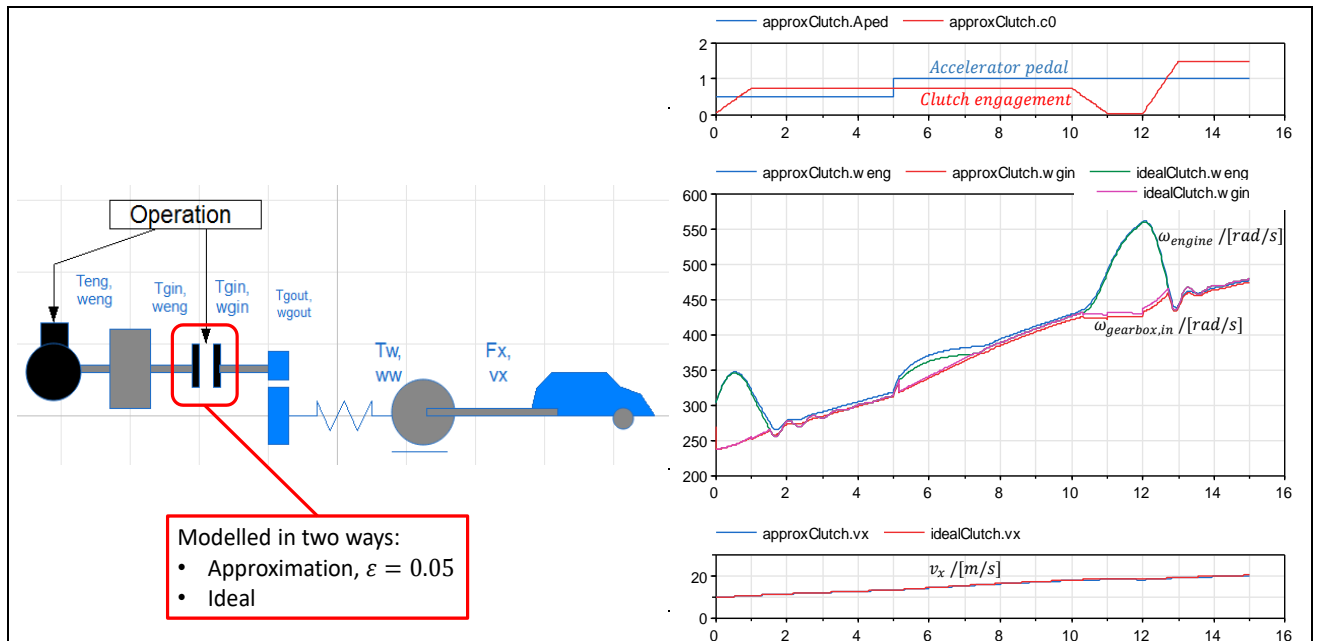 Operation
Teng,
weng
Tgin,
weng
Tgin,
wgin
Tgout,
wgout
Tw,
ww
Fx,
vx
Modelled in two ways:
• Approximation, ε = 0.05
• Ideal
approxClutch.Aped approxClutch.c0
2
1
0
Accelerator pedal
Clutch engagement
0 2 4 6 8 10 12 14 16
approxClutch.w eng approxClutch.w gin idealClutch.w eng
idealClutch.w gin
600
550
500
450
400
350
300
250
200
ω_engine /[rad/s]
ω_gearbox,in /[rad/s]
0 2 4 6 8 10 12 14 16
approxClutch.vx idealClutch.vx
20
0
v_x /[m/s]
0 2 4 6 8 10 12 14 16